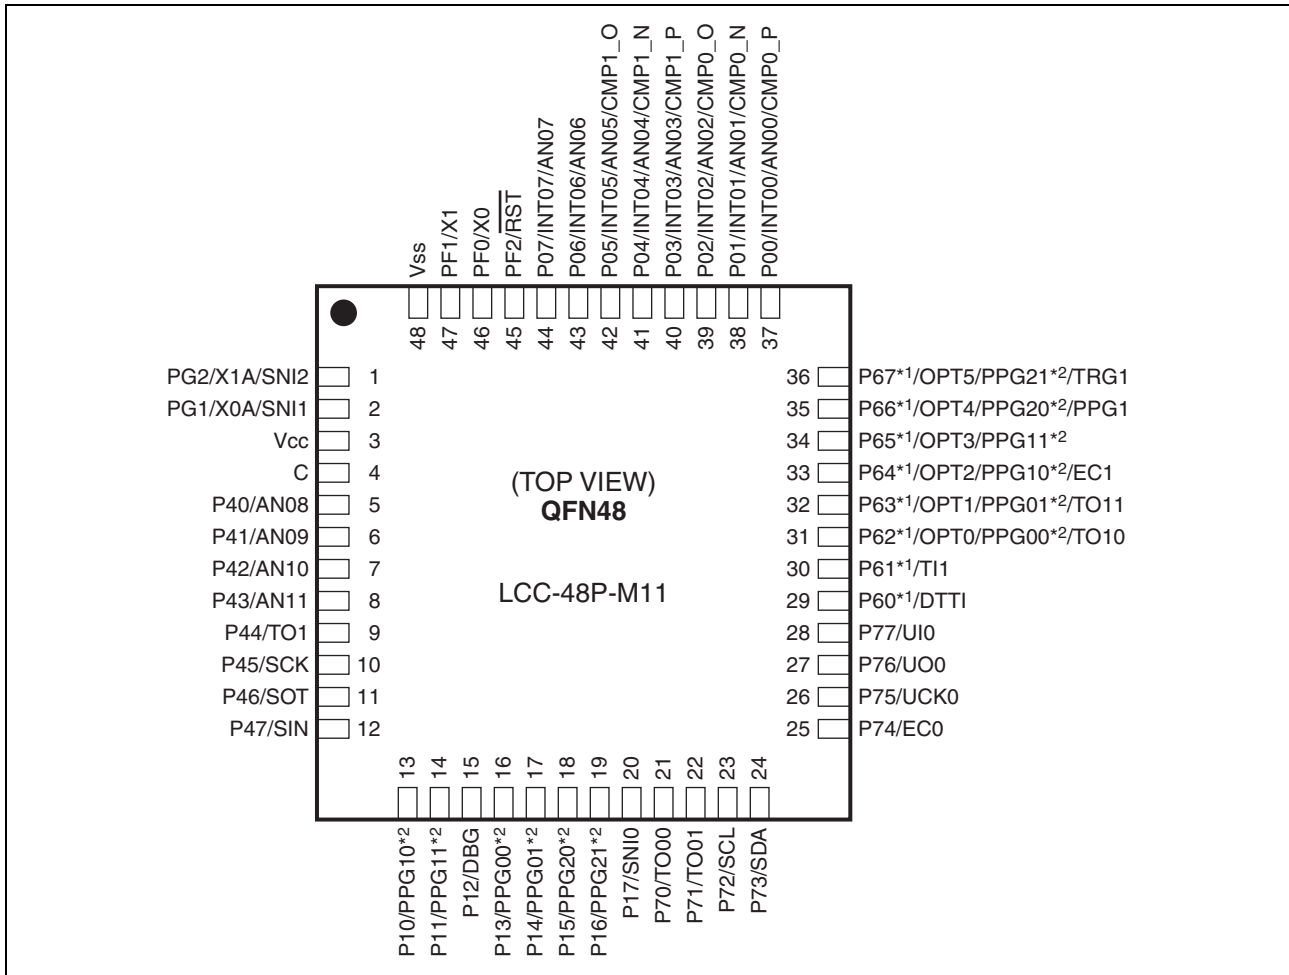 Vss
PF1/X1
PF0/X0
PF2/RST
P07/INT07/AN07
P06/INT06/AN06
P05/INT05/AN05/CMP1_O
P04/INT04/AN04/CMP1_N
P03/INT03/AN03/CMP1_P
P02/INT02/AN02/CMP0_O
P01/INT01/AN01/CMP0_N
P00/INT00/AN00/CMP0_P
48
47
46
45
44
43
42
41
40
39
38
37
PG2/X1A/SNI2 1
PG1/X0A/SNI1 2
Vcc 3
C 4
P40/AN08 5
P41/AN09 6
P42/AN10 7
P43/AN11 8
P44/TO1 9
P45/SCK 10
P46/SOT 11
P47/SIN 12
(TOP VIEW)
QFN48
LCC-48P-M11
36 P67*1/OPT5/PPG21*2/TRG1
35 P66*1/OPT4/PPG20*2/PPG1
34 P65*1/OPT3/PPG11*2
33 P64*1/OPT2/PPG10*2/EC1
32 P63*1/OPT1/PPG01*2/TO11
31 P62*1/OPT0/PPG00*2/TO10
30 P61*1/TI1
29 P60*1/DTTI
28 P77/UI0
27 P76/UO0
26 P75/UCK0
25 P74/EC0
13
14
15
16
17
18
19
20
21
22
23
24
P10/PPG10*2
P11/PPG11*2
P12/DBG
P13/PPG00*2
P14/PPG01*2
P15/PPG20*2
P16/PPG21*2
P17/SNI0
P70/TO00
P71/TO01
P72/SCL
P73/SDA